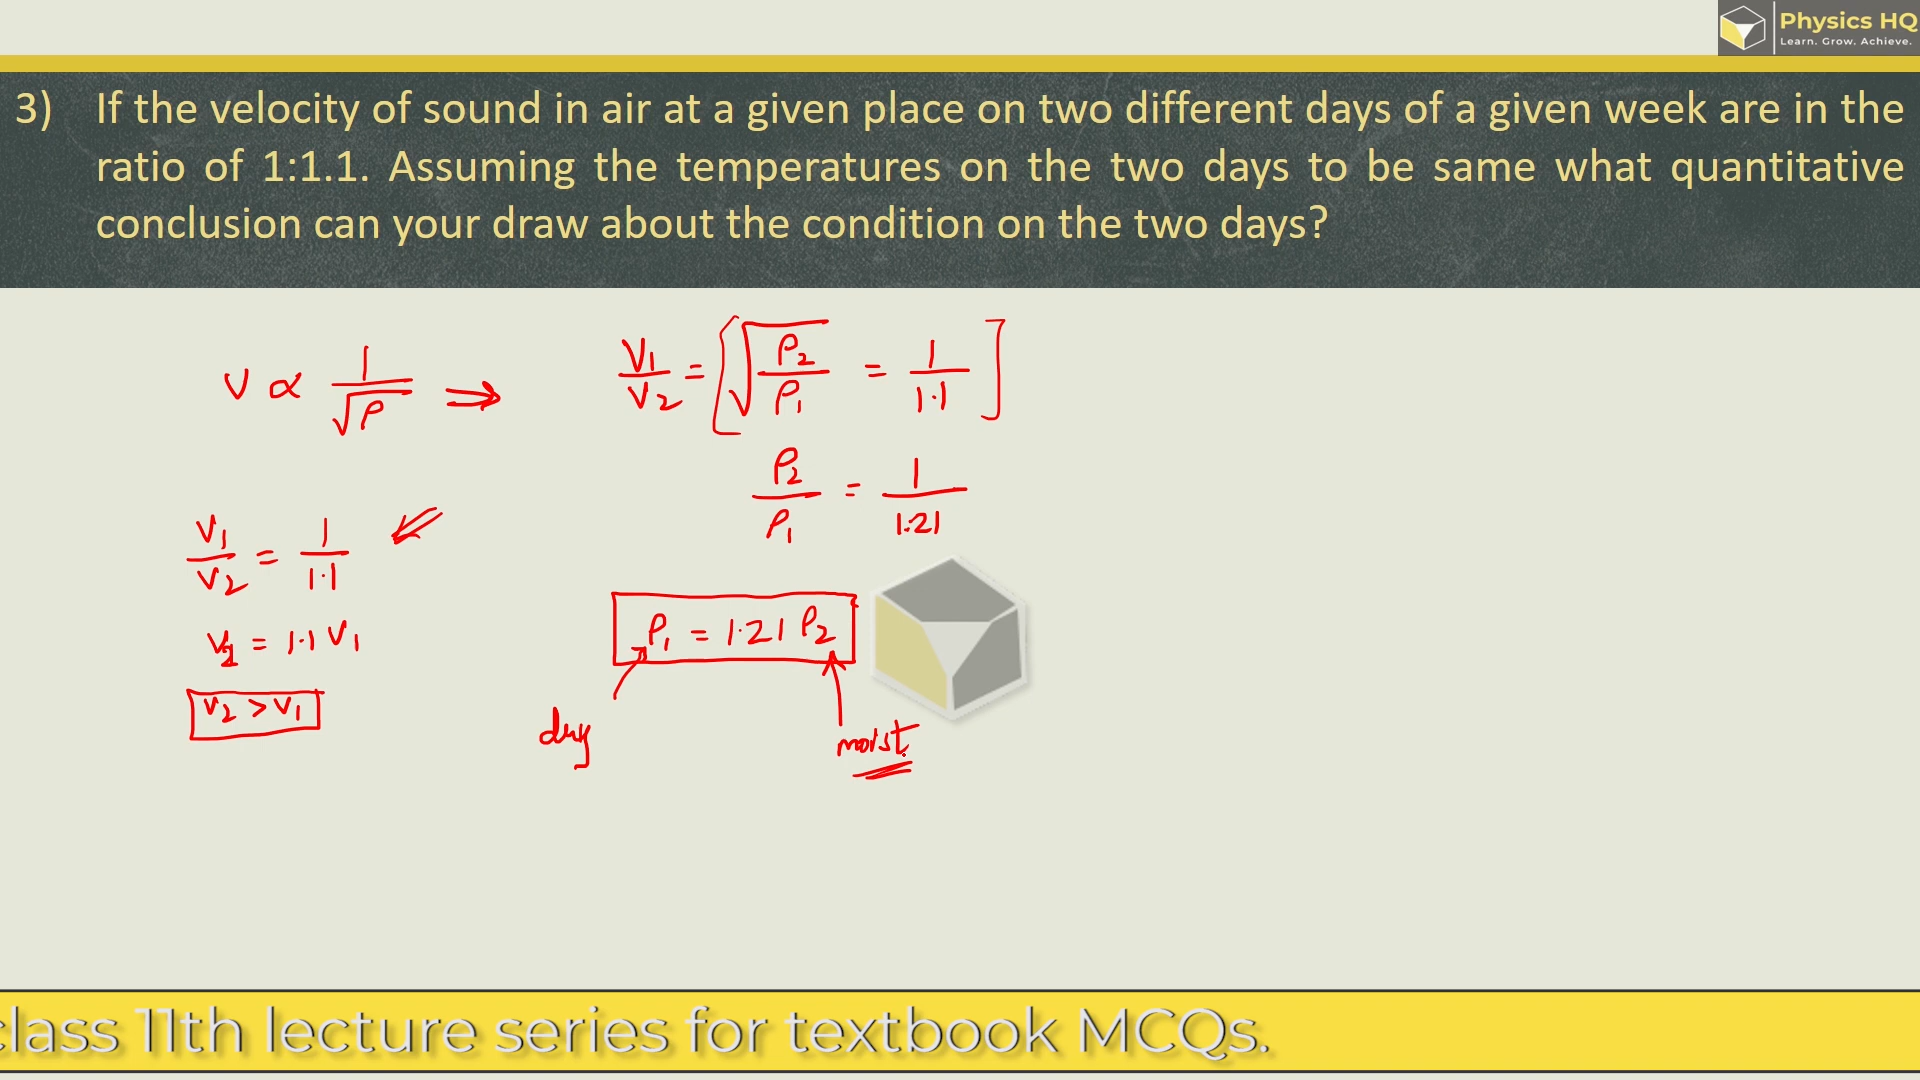 Physics HQ
Learn. Grow. Achieve.
3) If the velocity of sound in air at a given place on two different days of a given week are in the
ratio of 1:1.1. Assuming the temperatures on the two days to be same what quantitative
conclusion can your draw about the condition on the two days?
V ∝ 1/√ρ ⇒ V₁/V₂ = [√(ρ₂/ρ₁) = 1/1.1]
ρ₂/ρ₁ = 1/1.21
V₁/V₂ = 1/1.1
ρ₁ = 1.21 ρ₂
V₂ = 1.1 V₁
V₂ > V₁
dry moist
class 11th lecture series for textbook MCQs.